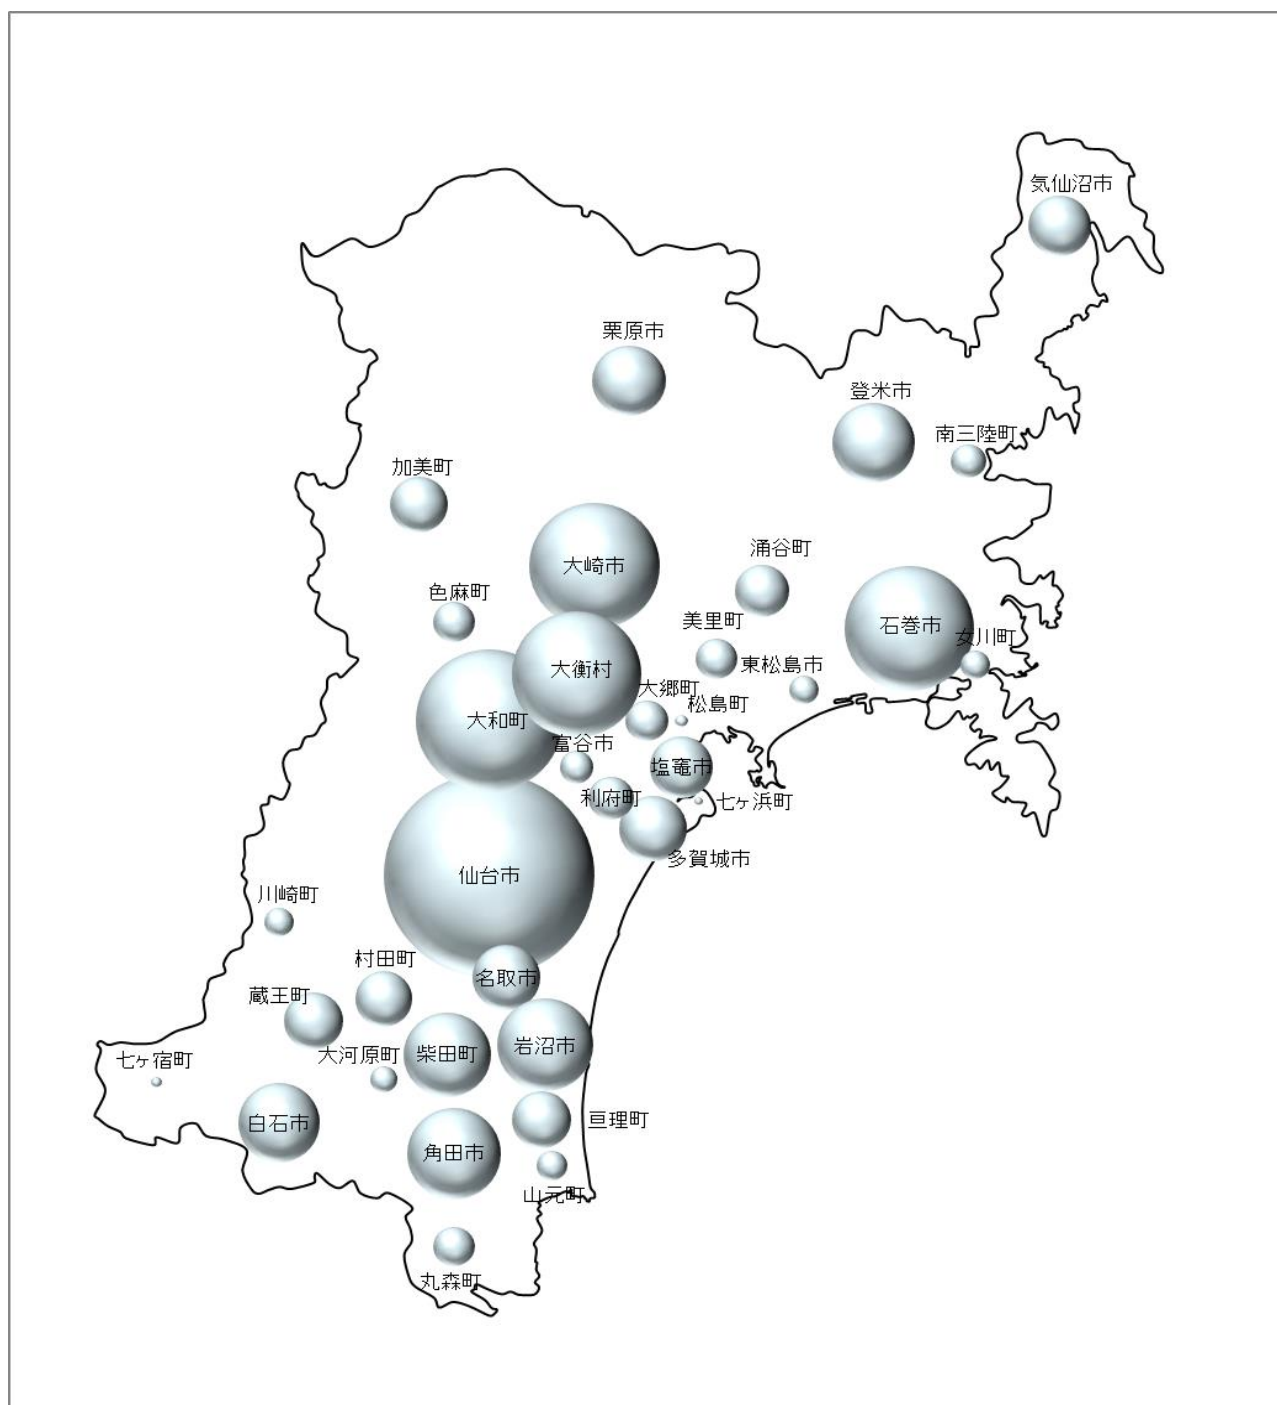 気仙沼市
栗原市
登米市
南三陸町
加美町
大崎市
涌谷町
色麻町
美里町
石巻市
女川町
東松島市
大衡村
大郷町
松島町
大和町
富谷市
塩竈市
利府町
七ヶ浜町
多賀城市
仙台市
川崎町
村田町
名取市
蔵王町
岩沼市
大河原町
柴田町
七ヶ宿町
白石市
亘理町
角田市
山元町
丸森町